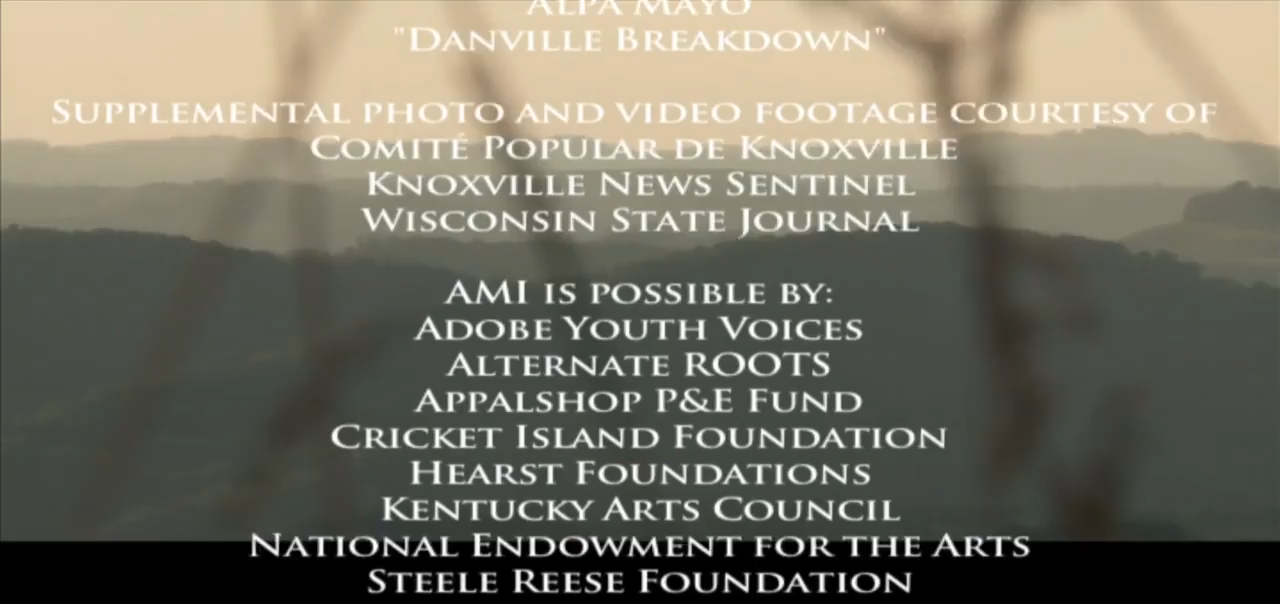 ALPA MAYO
"DANVILLE BREAKDOWN"
SUPPLEMENTAL PHOTO AND VIDEO FOOTAGE COURTESY OF
COMITÉ POPULAR DE KNOXVILLE
KNOXVILLE NEWS SENTINEL
WISCONSIN STATE JOURNAL
AMI IS POSSIBLE BY:
ADOBE YOUTH VOICES
ALTERNATE ROOTS
APPALSHOP P&E FUND
CRICKET ISLAND FOUNDATION
HEARST FOUNDATIONS
KENTUCKY ARTS COUNCIL
NATIONAL ENDOWMENT FOR THE ARTS
STEELE REESE FOUNDATION